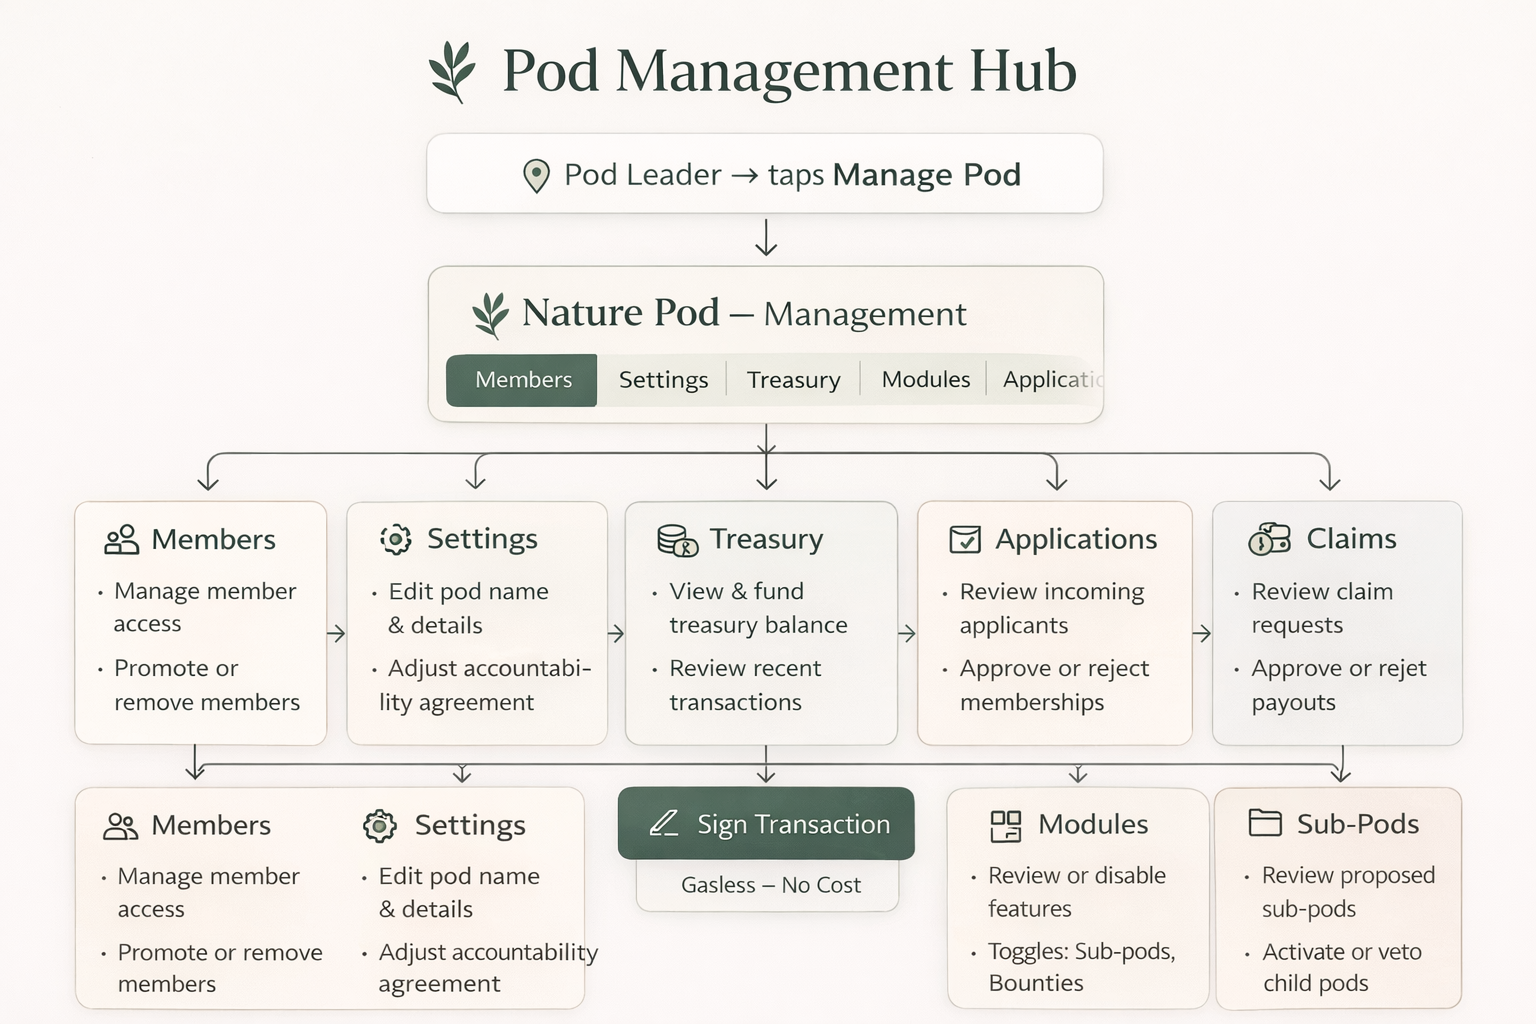 Pod Management Hub
Pod Leader → taps Manage Pod
Nature Pod – Management
Members Settings Treasury Modules Applicatic
Members
• Manage member
access
• Promote or
remove members
Settings
• Edit pod name
& details
• Adjust accountabi-
lity agreement
Treasury
• View & fund
treasury balance
• Review recent
transactions
Applications
• Review incoming
applicants
• Approve or reject
memberships
Claims
• Review claim
requests
• Approve or rejet
payouts
Members
• Manage member
access
• Promote or remove
members
Settings
• Edit pod name
& details
• Adjust accountability
agreement
Sign Transaction
Gasless – No Cost
Modules
• Review or disable
features
• Toggles: Sub-pods,
Bounties
Sub-Pods
• Review proposed
sub-pods
• Activate or veto
child pods